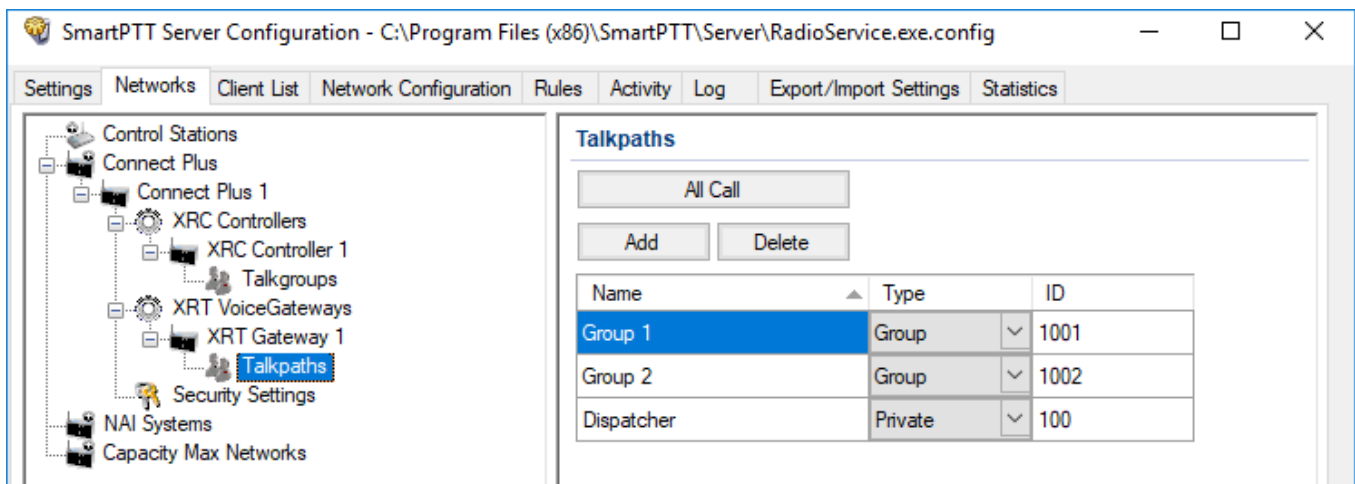 SmartPTT Server Configuration - C:\Program Files (x86)\SmartPTT\Server\RadioService.exe.config
Settings Networks Client List Network Configuration Rules Activity Log Export/Import Settings Statistics
Control Stations
Connect Plus
Connect Plus 1
XRC Controllers
XRC Controller 1
Talkgroups
XRT VoiceGateways
XRT Gateway 1
Talkpaths
Security Settings
NAI Systems
Capacity Max Networks
Talkpaths
All Call
Add Delete
Name Type ID
Group 1 Group 1001
Group 2 Group 1002
Dispatcher Private 100